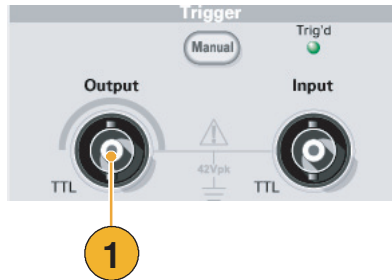 Trigger
Manual
Trig'd
Output
Input
42Vpk
TTL
TTL
1